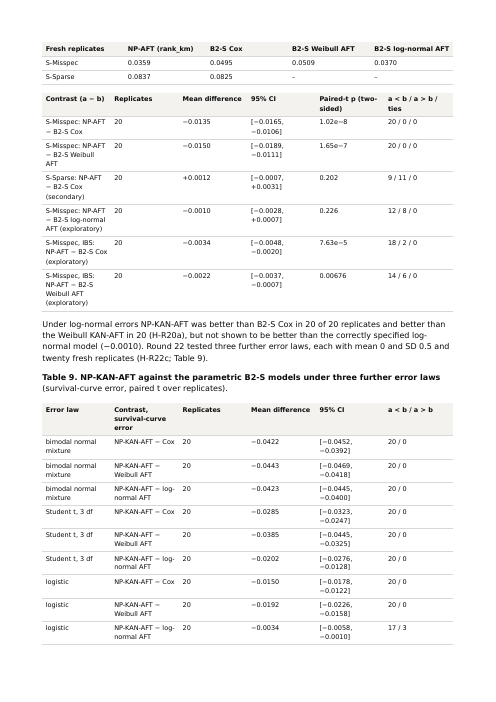 Fresh replicates NP-AFT (rank_km) B2-S Cox B2-S Weibull AFT B2-S log-normal AFT
S-Misspec 0.0359 0.0495 0.0509 0.0370
S-Sparse 0.0837 0.0825 – –
Contrast (a − b) Replicates Mean difference 95% CI Paired-t p (two-sided) a < b / a > b / ties
S-Misspec: NP-AFT − B2-S Cox 20 −0.0135 [−0.0165, −0.0106] 1.02e−8 20 / 0 / 0
S-Misspec: NP-AFT − B2-S Weibull AFT 20 −0.0150 [−0.0189, −0.0111] 1.65e−7 20 / 0 / 0
S-Sparse: NP-AFT − B2-S Cox (secondary) 20 +0.0012 [−0.0007, +0.0031] 0.202 9 / 11 / 0
S-Misspec: NP-AFT − B2-S log-normal AFT (exploratory) 20 −0.0010 [−0.0028, +0.0007] 0.226 12 / 8 / 0
S-Misspec, IBS: NP-AFT − B2-S Cox (exploratory) 20 −0.0034 [−0.0048, −0.0020] 7.63e−5 18 / 2 / 0
S-Misspec, IBS: NP-AFT − B2-S Weibull AFT (exploratory) 20 −0.0022 [−0.0037, −0.0007] 0.00676 14 / 6 / 0
Under log-normal errors NP-KAN-AFT was better than B2-S Cox in 20 of 20 replicates and better than
the Weibull KAN-AFT in 20 (H-R20a), but not shown to be better than the correctly specified log-
normal model (−0.0010). Round 22 tested three further error laws, each with mean 0 and SD 0.5 and
twenty fresh replicates (H-R22c; Table 9).
Table 9. NP-KAN-AFT against the parametric B2-S models under three further error laws
(survival-curve error, paired t over replicates).
Error law Contrast, survival-curve error Replicates Mean difference 95% CI a < b / a > b
bimodal normal mixture NP-KAN-AFT − Cox 20 −0.0422 [−0.0452, −0.0392] 20 / 0
bimodal normal mixture NP-KAN-AFT − Weibull AFT 20 −0.0443 [−0.0469, −0.0418] 20 / 0
bimodal normal mixture NP-KAN-AFT − log-normal AFT 20 −0.0423 [−0.0445, −0.0400] 20 / 0
Student t, 3 df NP-KAN-AFT − Cox 20 −0.0285 [−0.0323, −0.0247] 20 / 0
Student t, 3 df NP-KAN-AFT − Weibull AFT 20 −0.0385 [−0.0445, −0.0325] 20 / 0
Student t, 3 df NP-KAN-AFT − log-normal AFT 20 −0.0202 [−0.0276, −0.0128] 20 / 0
logistic NP-KAN-AFT − Cox 20 −0.0150 [−0.0178, −0.0122] 20 / 0
logistic NP-KAN-AFT − Weibull AFT 20 −0.0192 [−0.0226, −0.0158] 20 / 0
logistic NP-KAN-AFT − log-normal AFT 20 −0.0034 [−0.0058, −0.0010] 17 / 3